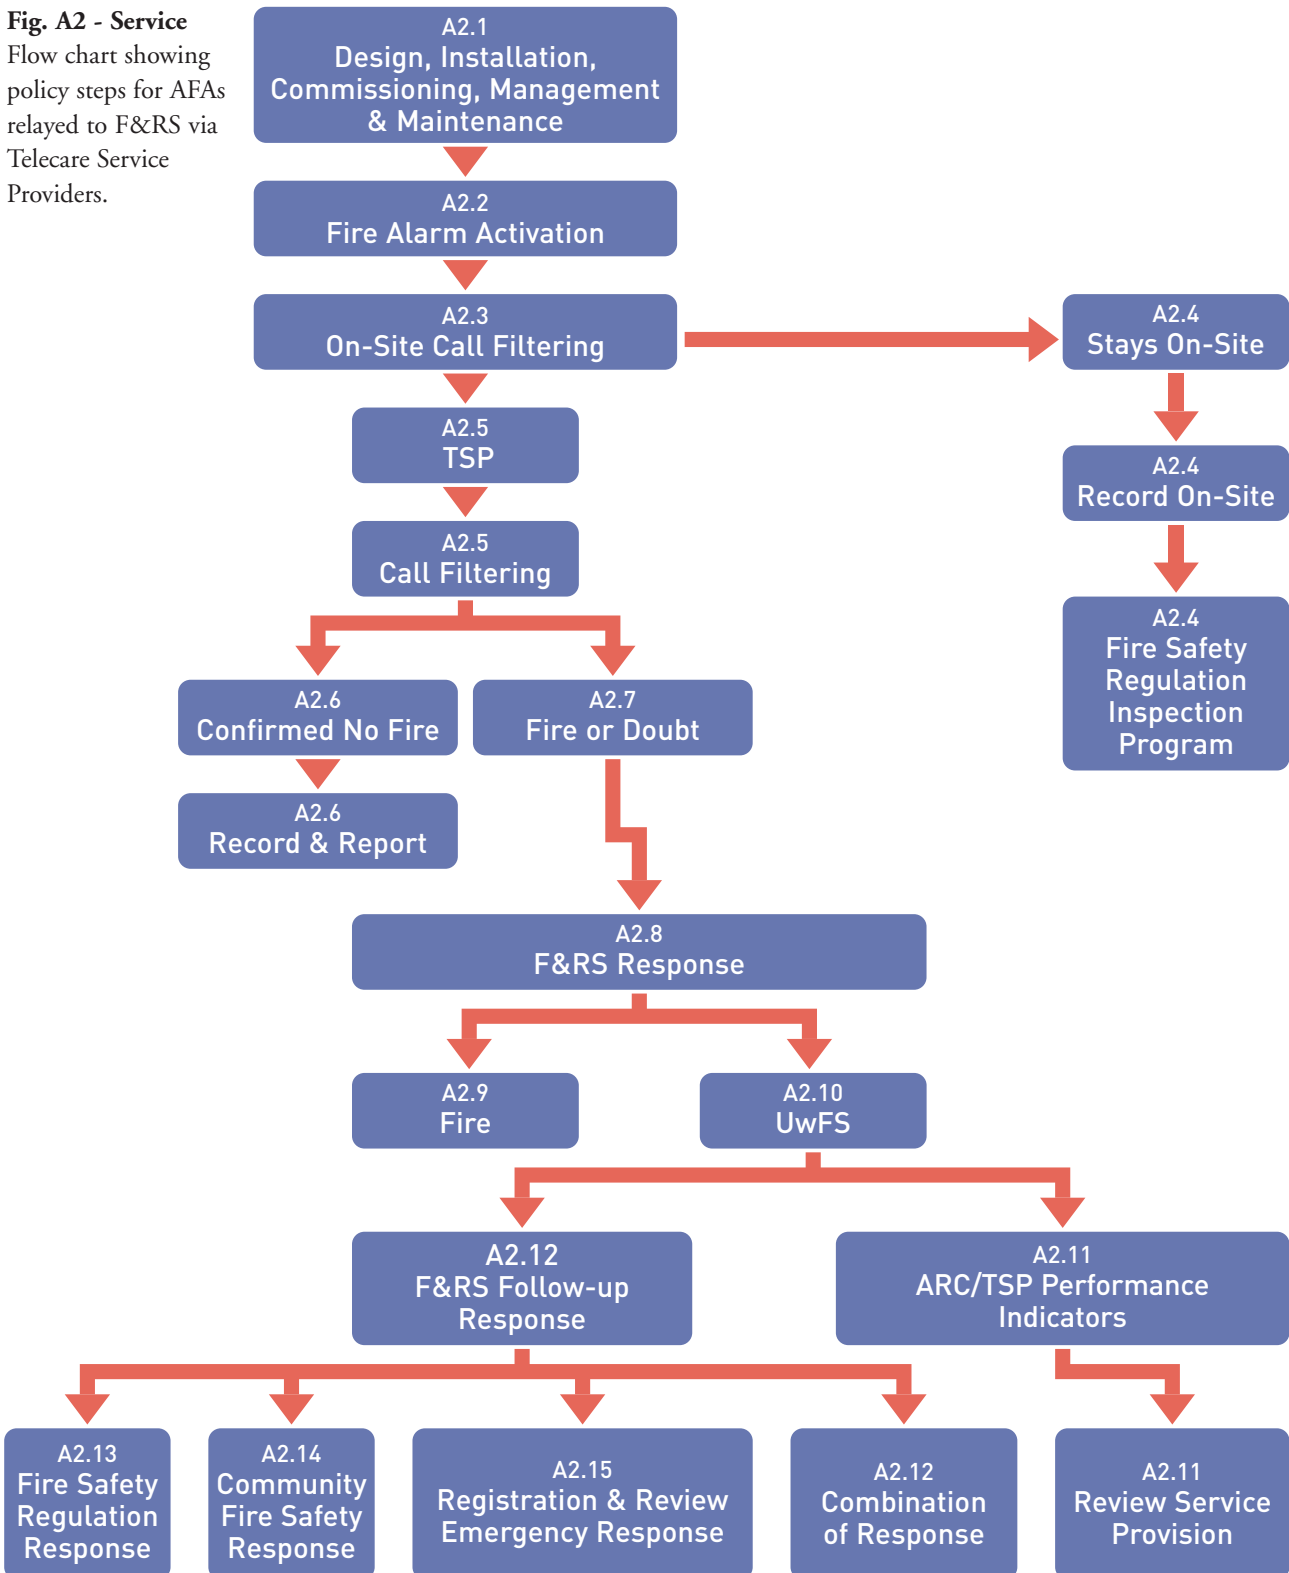 Fig. A2 - Service
Flow chart showing
policy steps for AFAs
relayed to F&RS via
Telecare Service
Providers.
A2.1
Design, Installation,
Commissioning, Management
& Maintenance
A2.2
Fire Alarm Activation
A2.3
On-Site Call Filtering
A2.4
Stays On-Site
A2.5
TSP
A2.4
Record On-Site
A2.5
Call Filtering
A2.4
Fire Safety
Regulation
Inspection
Program
A2.6
Confirmed No Fire
A2.7
Fire or Doubt
A2.6
Record & Report
A2.8
F&RS Response
A2.9
Fire
A2.10
UwFS
A2.12
F&RS Follow-up
Response
A2.11
ARC/TSP Performance
Indicators
A2.13
Fire Safety
Regulation
Response
A2.14
Community
Fire Safety
Response
A2.15
Registration & Review
Emergency Response
A2.12
Combination
of Response
A2.11
Review Service
Provision